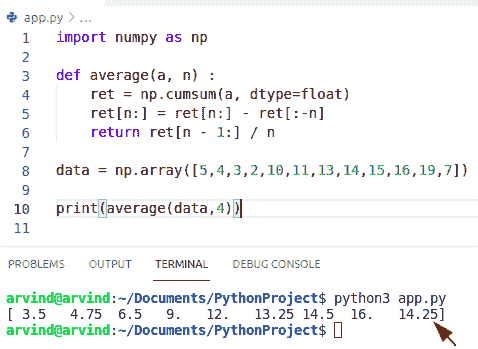 app.py > ...
1 import numpy as np
2
3 def average(a, n) :
4     ret = np.cumsum(a, dtype=float)
5     ret[n:] = ret[n:] - ret[:-n]
6     return ret[n - 1:] / n
7
8 data = np.array([5,4,3,2,10,11,13,14,15,16,19,7])
9
10 print(average(data,4))
11
PROBLEMS OUTPUT TERMINAL DEBUG CONSOLE
arvind@arvind:~/Documents/PythonProject$ python3 app.py
[ 3.5   4.75  6.5   9.   12.   13.25 14.5  16.   14.25]
arvind@arvind:~/Documents/PythonProject$